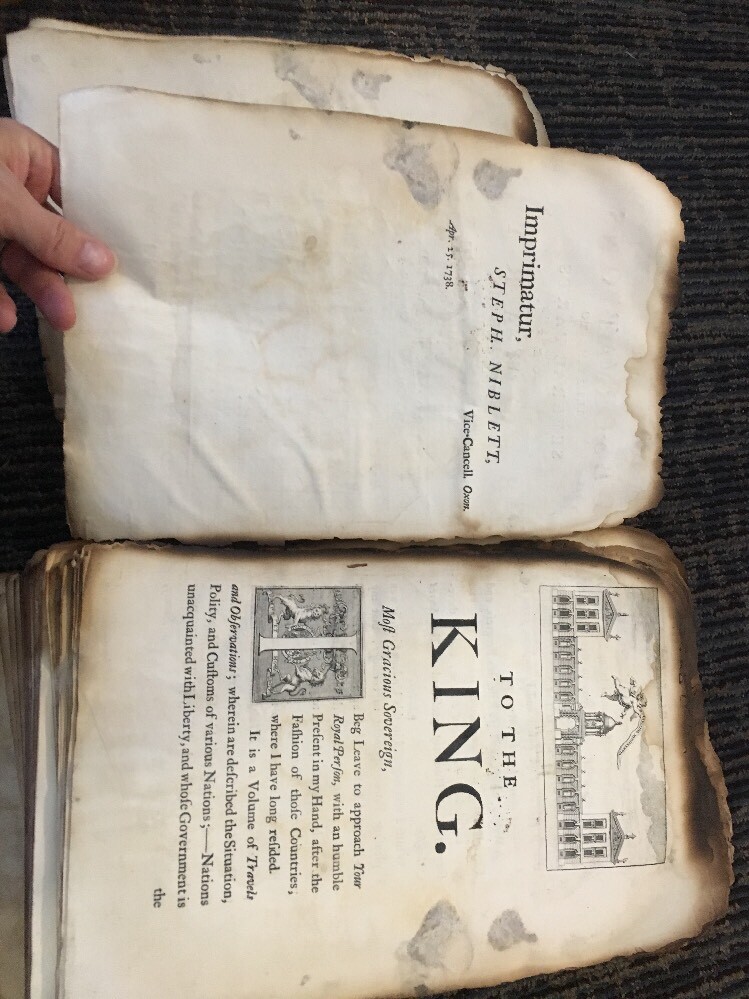 Imprimatur,
STEPH. NIBLETT,
Vice-Cancell. Oxon.
Apr. 25. 1738.
TO THE
KING.
Moſt Gracious Sovereign,
I Beg Leave to approach Your
Royal Perſon, with an humble
Preſent in my Hand, after the
Faſhion of thoſe Countries,
where I have long reſided.
It is a Volume of Travels
and Obſervations; wherein are deſcribed the Situation,
Polity, and Cuſtoms of various Nations;—Nations
unacquainted with Liberty, and whoſe Government is
the